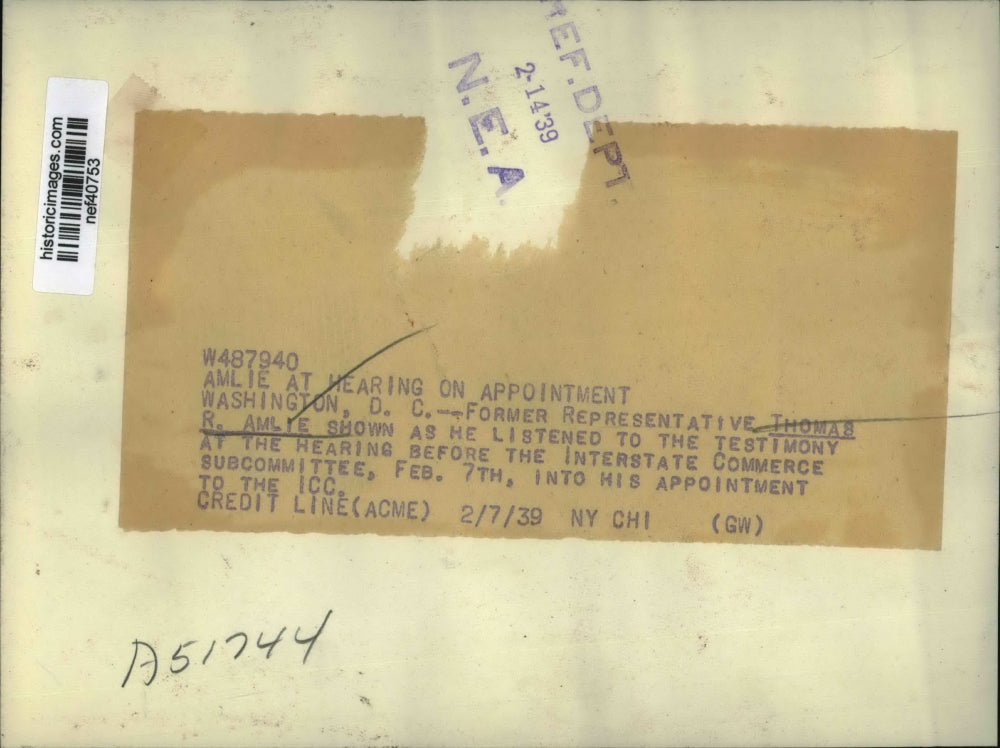 historicimages.com
nef40753
REF.DEPT.
2-14'39
N.E.A.
W487940
AMLIE AT HEARING ON APPOINTMENT
WASHINGTON, D. C.--FORMER REPRESENTATIVE THOMAS
R. AMLIE SHOWN AS HE LISTENED TO THE TESTIMONY
AT THE HEARING BEFORE THE INTERSTATE COMMERCE
SUBCOMMITTEE, FEB. 7TH, INTO HIS APPOINTMENT
TO THE ICC.
CREDIT LINE(ACME) 2/7/39 NY CHI (GW)
A51744